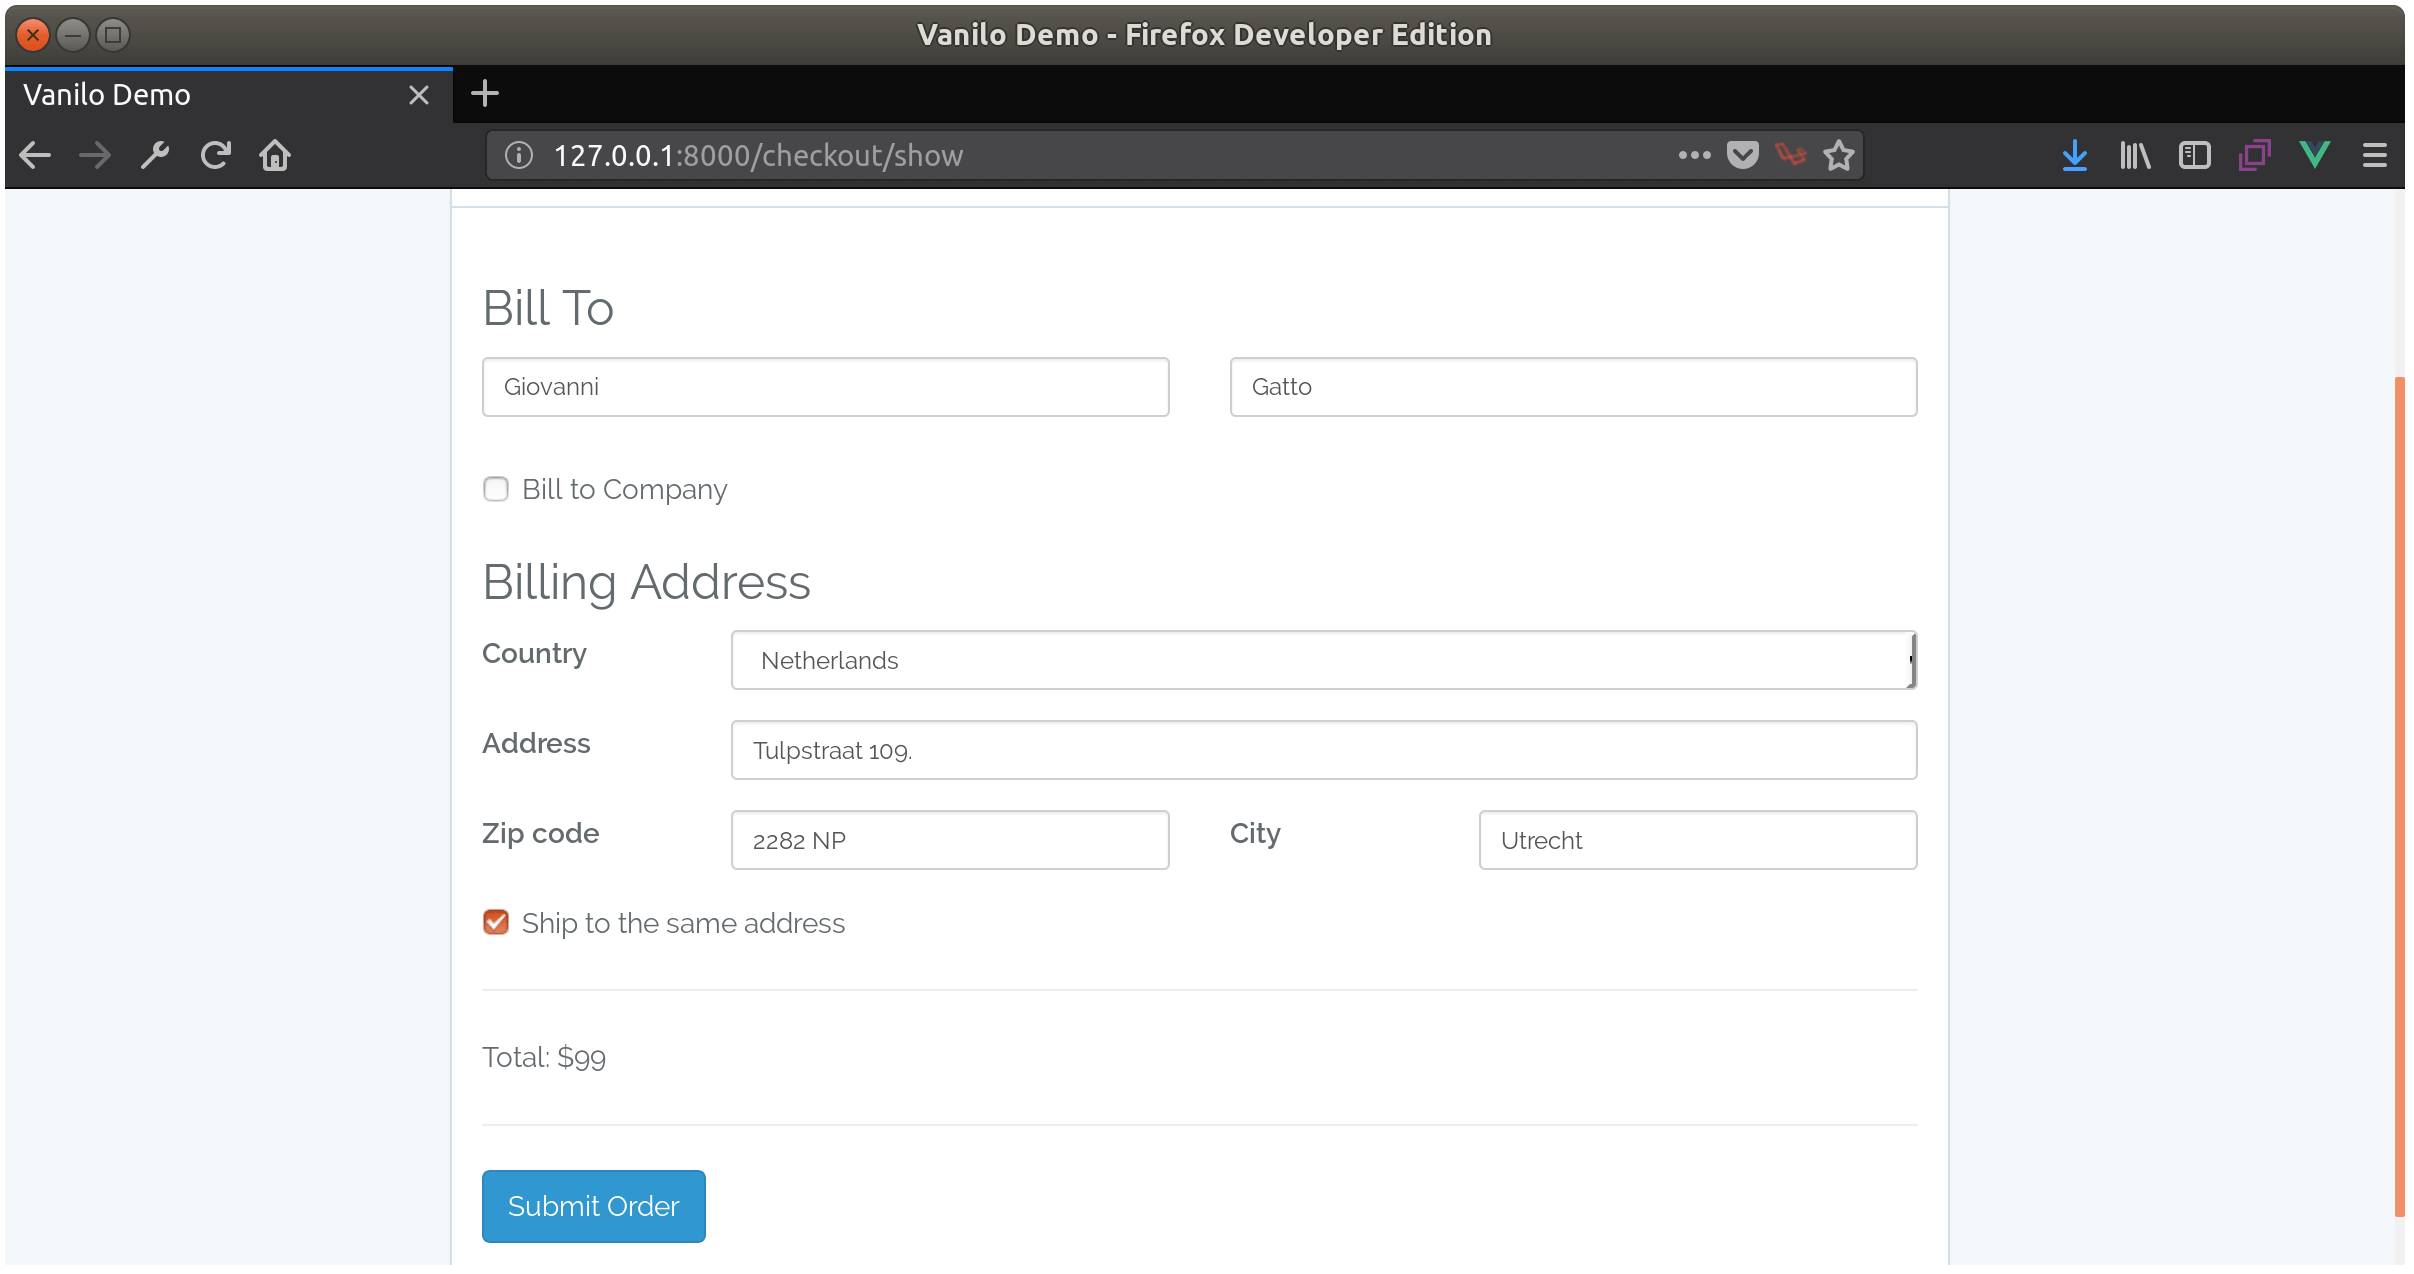 Vanilo Demo - Firefox Developer Edition
Vanilo Demo
127.0.0.1:8000/checkout/show
Bill To
Giovanni Gatto
Bill to Company
Billing Address
Country Netherlands
Address Tulpstraat 109.
Zip code 2282 NP City Utrecht
Ship to the same address
Total: $99
Submit Order